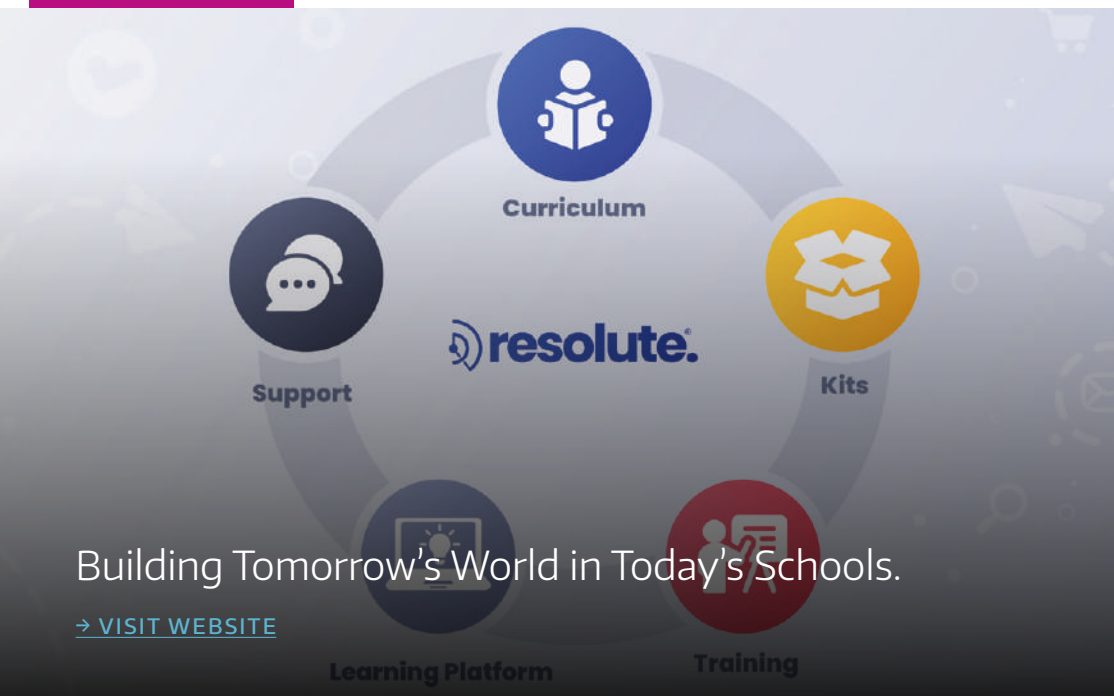 Curriculum
Support
resolute.
Kits
Building Tomorrow’s World in Today’s Schools.
→ VISIT WEBSITE
Learning Platform
Training